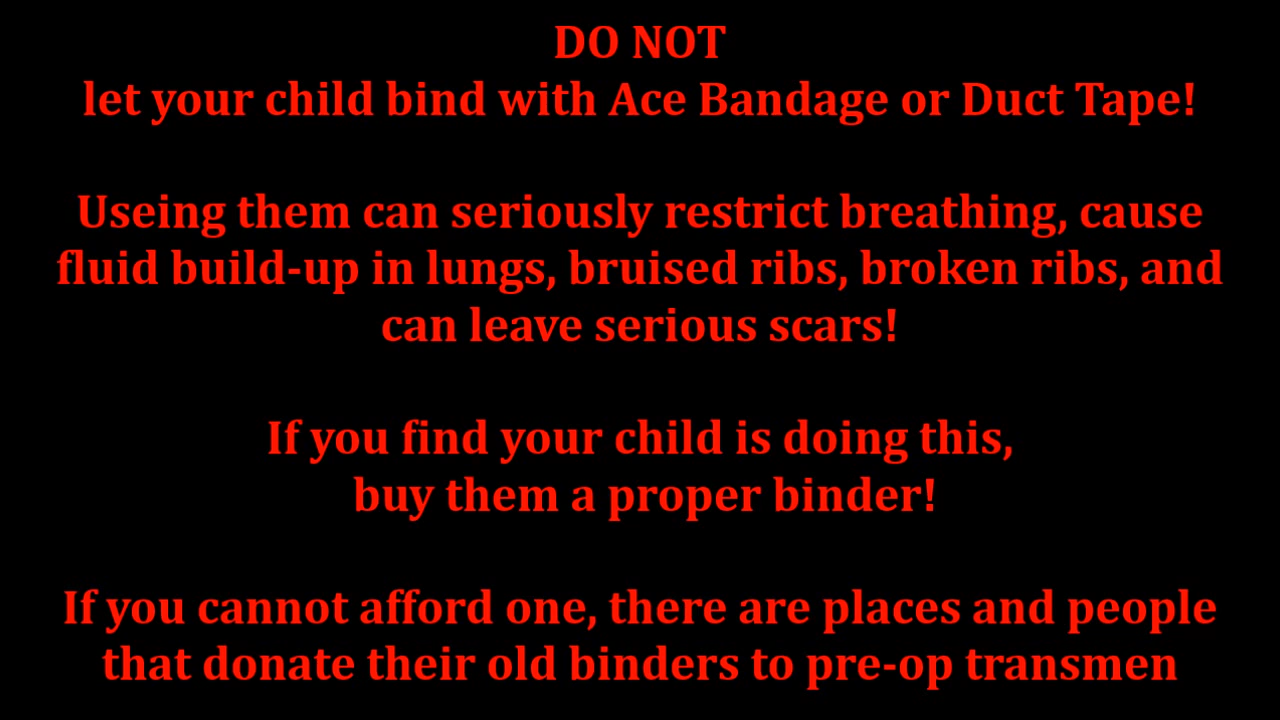 DO NOT
let your child bind with Ace Bandage or Duct Tape!
Useing them can seriously restrict breathing, cause
fluid build-up in lungs, bruised ribs, broken ribs, and
can leave serious scars!
If you find your child is doing this,
buy them a proper binder!
If you cannot afford one, there are places and people
that donate their old binders to pre-op transmen